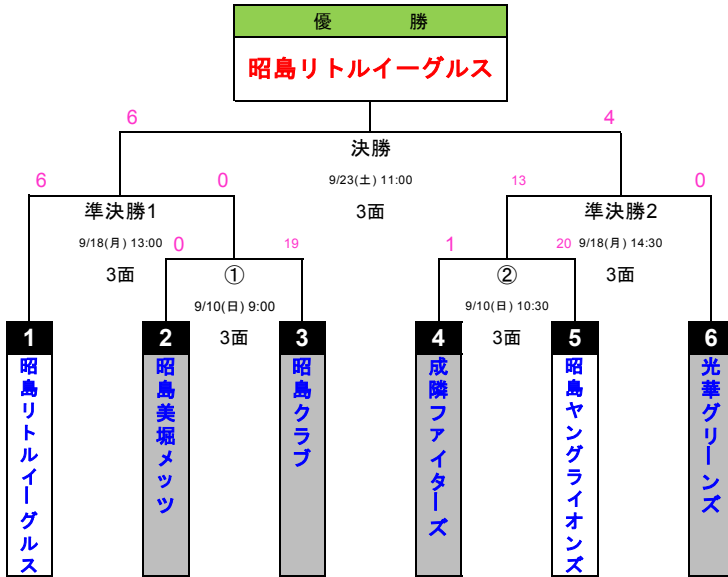 優　勝
昭島リトルイーグルス
6
4
決勝
9/23(土) 11:00
3面
6
0
13
0
準決勝1
9/18(月) 13:00
3面
準決勝2
9/18(月) 14:30
3面
0
19
①
9/10(日) 9:00
3面
1
20
②
9/10(日) 10:30
3面
1
昭島リトルイーグルス
2
昭島美堀メッツ
3
昭島クラブ
4
成隣ファイターズ
5
昭島ヤングライオンズ
6
光華グリーンズ